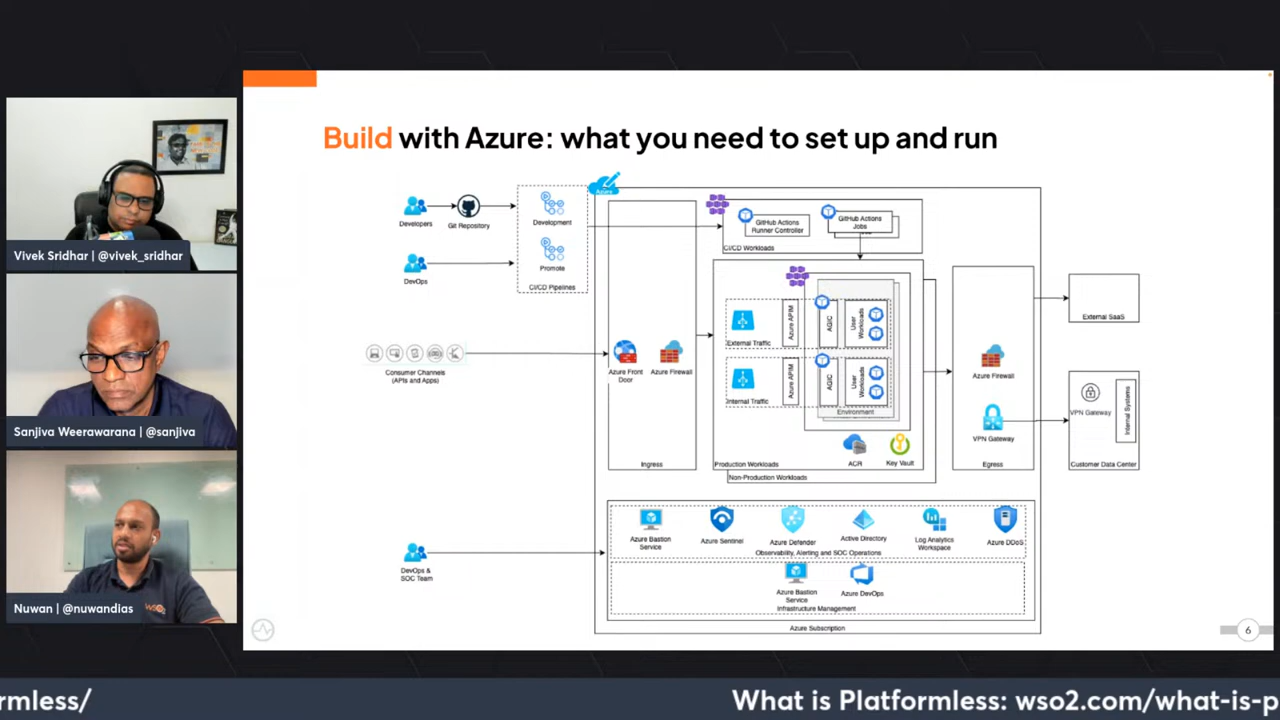 Build with Azure: what you need to set up and run
Developers
Git Repository
Development
Promote
CI/CD Pipelines
DevOps
Azure
GitHub Actions
Runner Controller
GitHub Actions
Jobs
CI/CD Workloads
Consumer Channels
(APIs and Apps)
Azure Front
Door
Azure Firewall
Ingress
External Traffic
Azure APIM
AGIC
User
Workloads
Internal Traffic
Azure APIM
AGIC
User
Workloads
Environment
ACR
Key Vault
Production Workloads
Non-Production Workloads
Azure Firewall
VPN Gateway
Egress
External SaaS
VPN Gateway
Internal Systems
Customer Data Center
DevOps &
SOC Team
Azure Bastion
Service
Azure Sentinel
Azure Defender
Active Directory
Log Analytics
Workspace
Azure DDoS
Observability, Alerting and SOC Operations
Azure Bastion
Service
Azure DevOps
Infrastructure Management
Azure Subscription
6
| @vivek_sridhar
Sanjiva Weerawarana | @sanjiva
Nuwan | @nuwandias
rmless/
What is Platformless: wso2.com/what-is-p